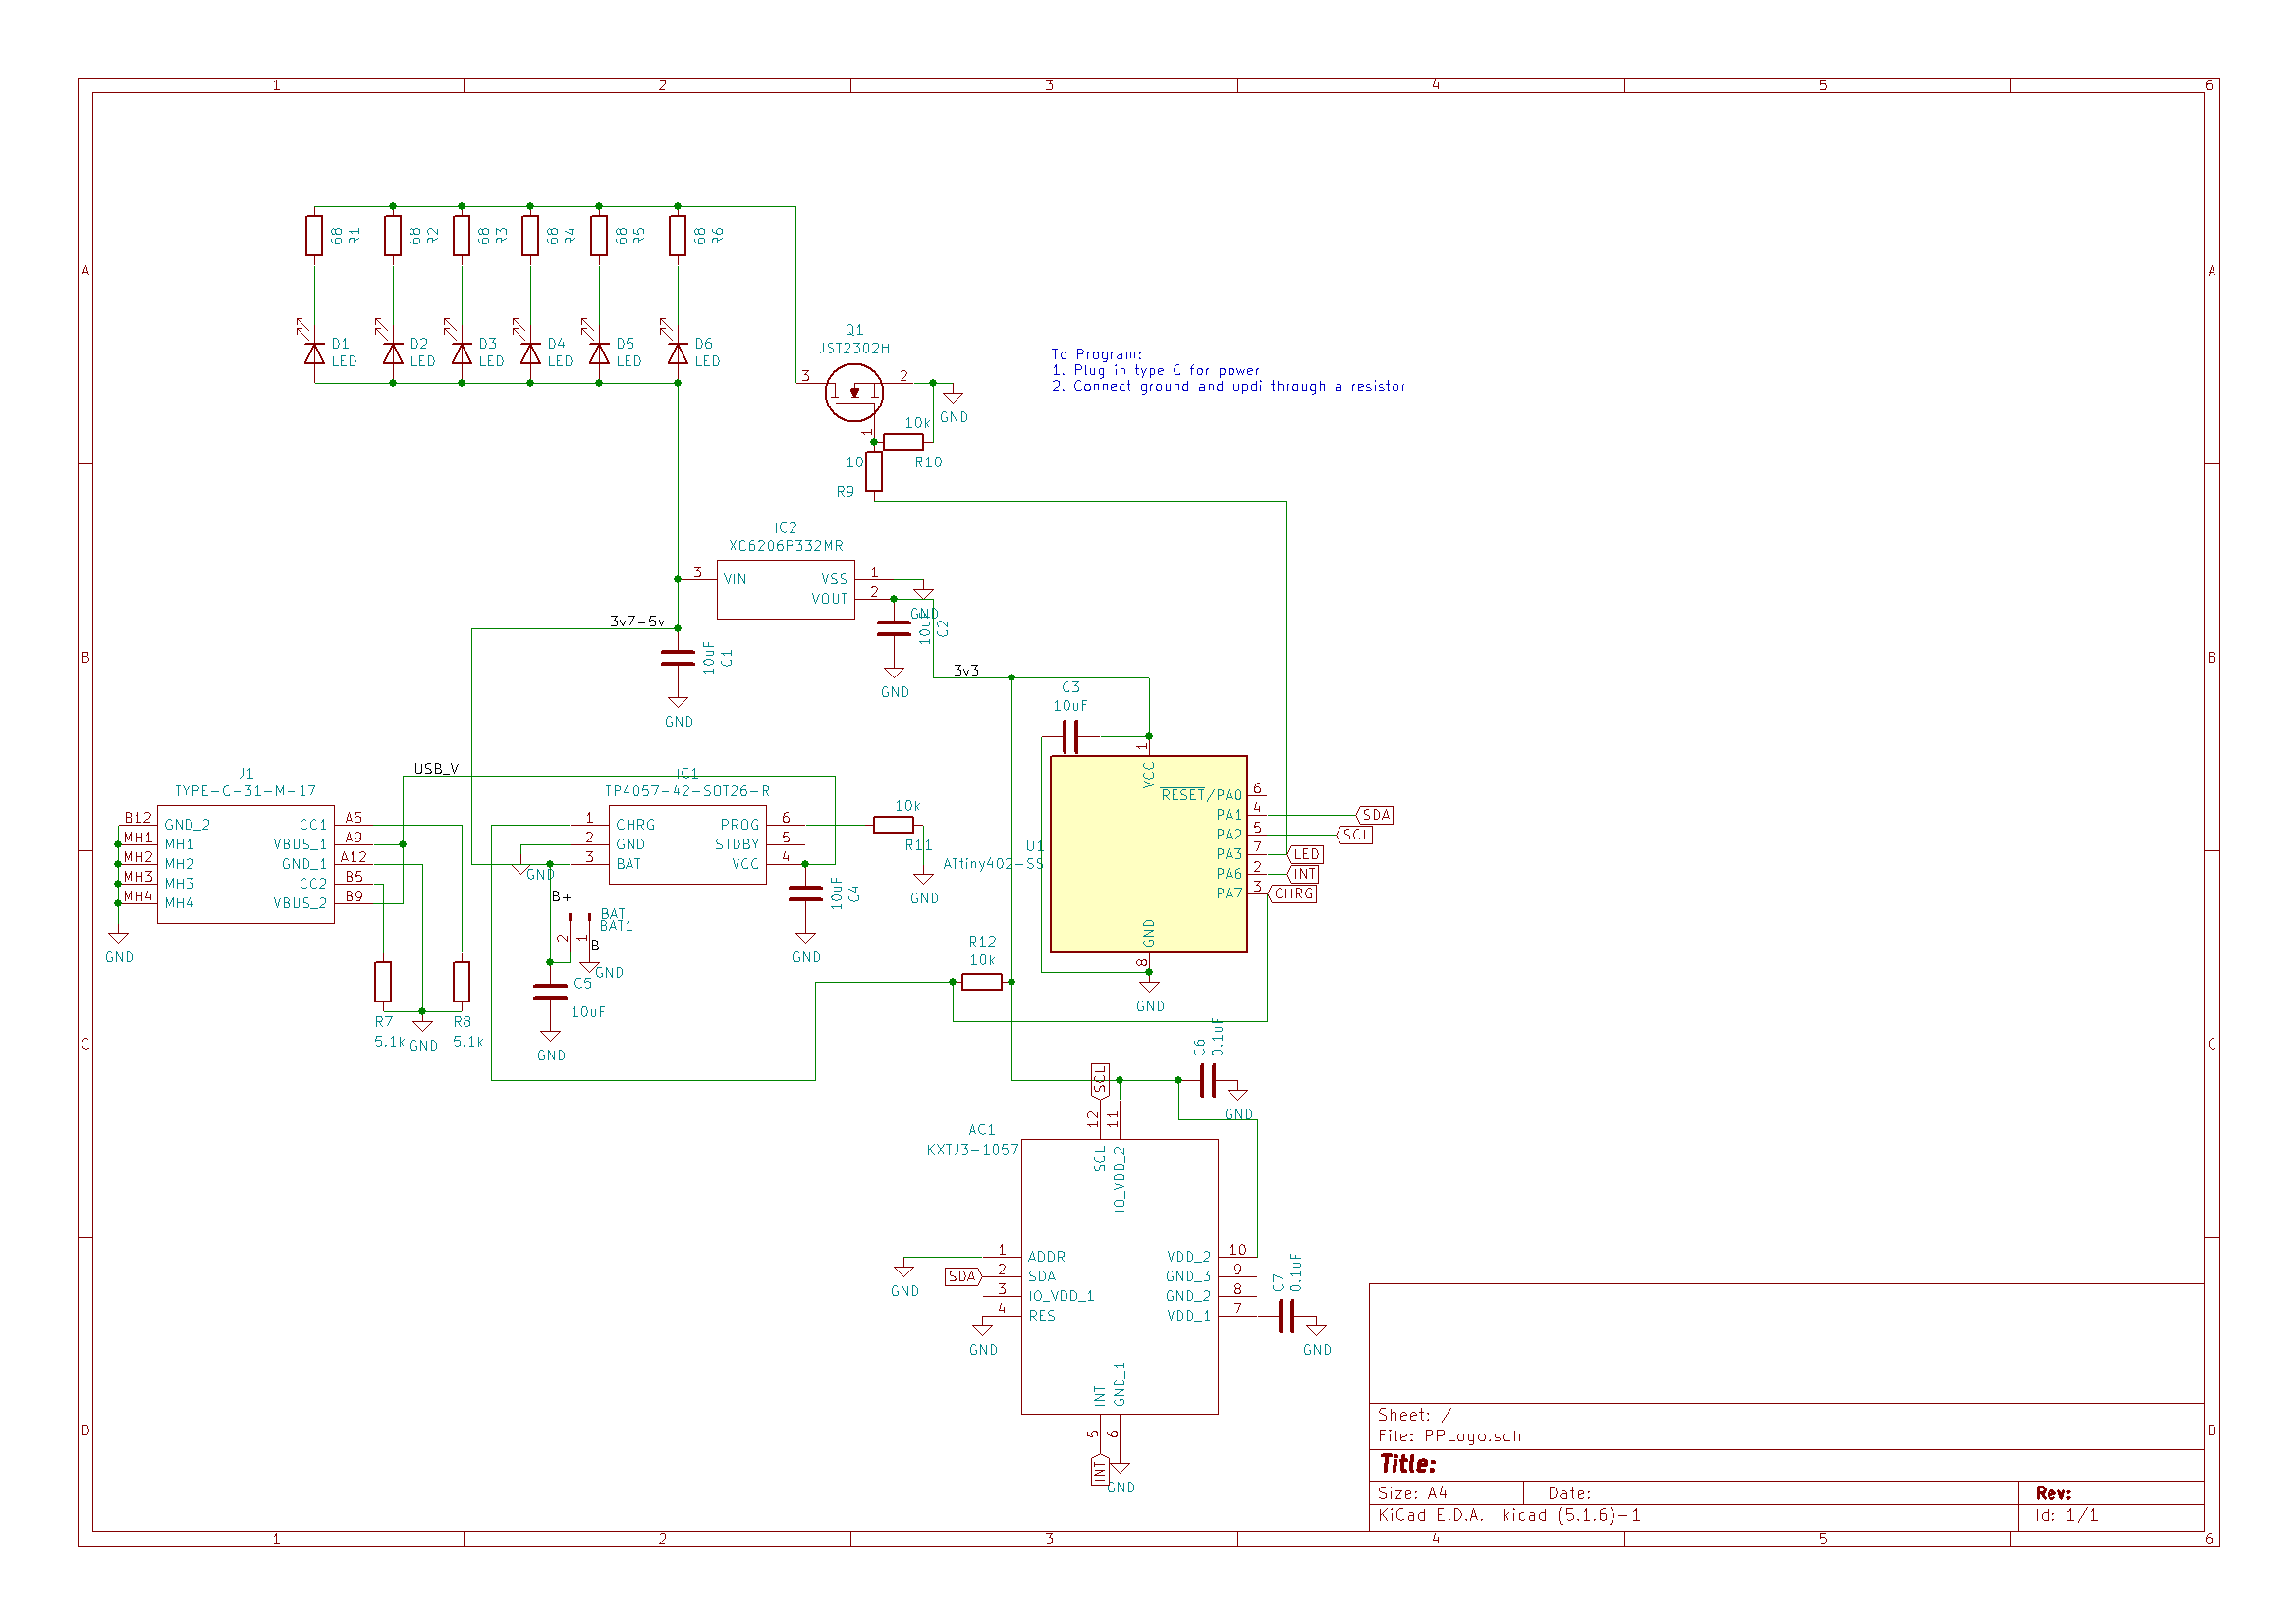 1 2 3 4 5 6
A A
B B
C C
D D
1 2 3 4 5 6
68 R1
68 R2
68 R3
68 R4
68 R5
68 R6
D1 LED
D2 LED
D3 LED
D4 LED
D5 LED
D6 LED
Q1
JST2302H
3 2
1
GND
10k
R10
10
R9
To Program:
1. Plug in type C for power
2. Connect ground and updi through a resistor
IC2
XC6206P332MR
3 VIN VSS 1
VOUT 2
GND
10uF C2
GND
3v7-5v
10uF C1
GND
3v3
C3
10uF
J1
TYPE-C-31-M-17
B12 GND_2 CC1 A5
MH1 MH1 VBUS_1 A9
MH2 MH2 GND_1 A12
MH3 MH3 CC2 B5
MH4 MH4 VBUS_2 B9
GND
USB_V
R7
5.1k
GND
R8
5.1k
IC1
TP4057-42-SOT26-R
1 CHRG PROG 6
2 GND STDBY 5
3 BAT VCC 4
GND
10k
R11
GND
10uF C4
GND
B+
BAT
BAT1
2 1
B-
GND
C5
10uF
GND
U1
ATtiny402-SS
1 VCC
RESET/PA0 6
PA1 4 SDA
PA2 5 SCL
PA3 7 LED
PA6 2 INT
PA7 3 CHRG
GND 8
GND
R12
10k
C6 0.1uF
GND
AC1
KXTJ3-1057
SCL
12 11
SCL IO_VDD_2
1 ADDR VDD_2 10
SDA 2 SDA GND_3 9
3 IO_VDD_1 GND_2 8
4 RES VDD_1 7
GND
GND
C7 0.1uF
GND
INT GND_1
5 6
INT
GND
Sheet: /
File: PPLogo.sch
Title:
Size: A4 Date: Rev:
KiCad E.D.A. kicad (5.1.6)-1 Id: 1/1